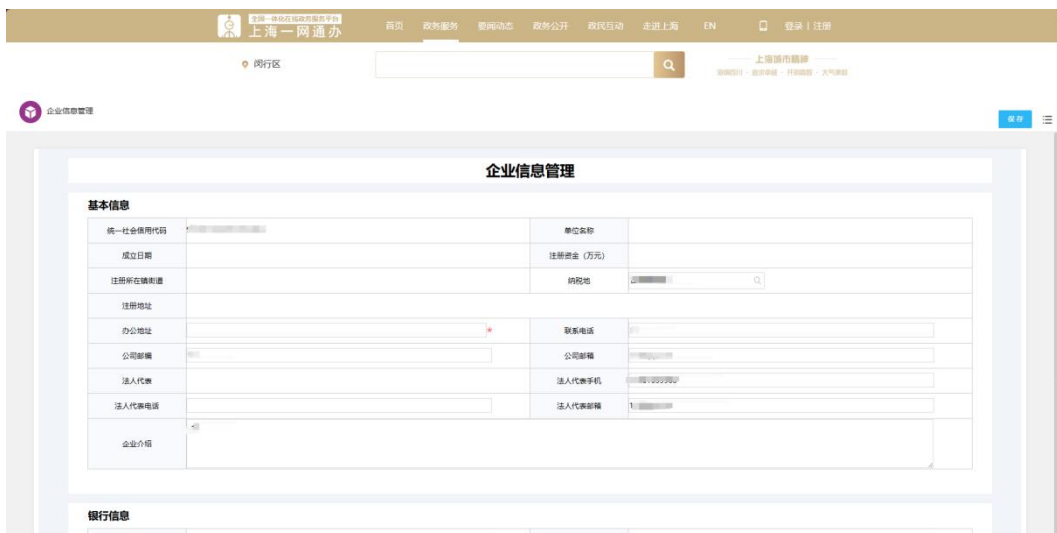 全国一体化在线政务服务平台
上海一网通办
首页 政务服务 要闻动态 政务公开 政民互动 走进上海 EN 登录 | 注册
闵行区
上海城市精神
企业信息管理
保存
企业信息管理
基本信息
统一社会信用代码 单位名称
成立日期 注册资金 (万元)
注册所在镇街道 纳税地
注册地址
办公地址 * 联系电话
公司邮编 公司邮箱
法人代表 法人代表手机
法人代表电话 法人代表邮箱
企业介绍
银行信息